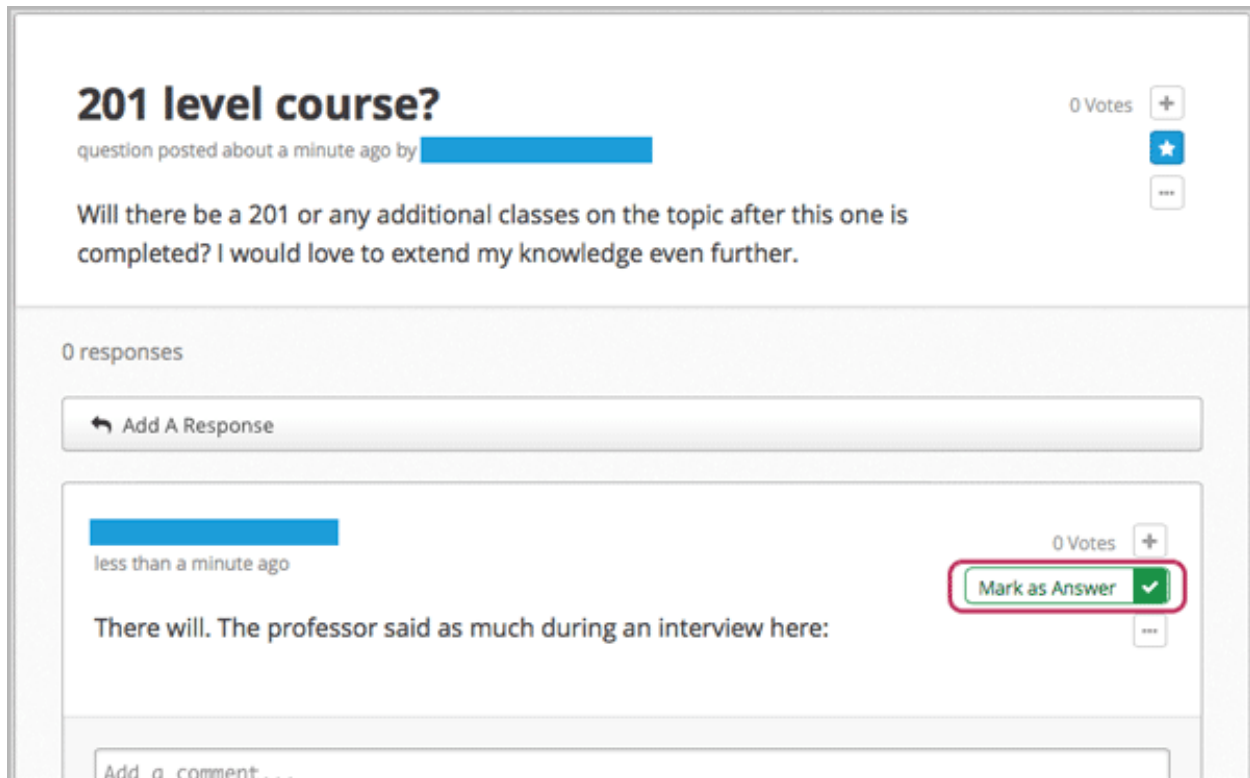 201 level course?
0 Votes
question posted about a minute ago by
Will there be a 201 or any additional classes on the topic after this one is
completed? I would love to extend my knowledge even further.
0 responses
Add A Response
0 Votes
less than a minute ago
Mark as Answer
There will. The professor said as much during an interview here:
Add a comment...